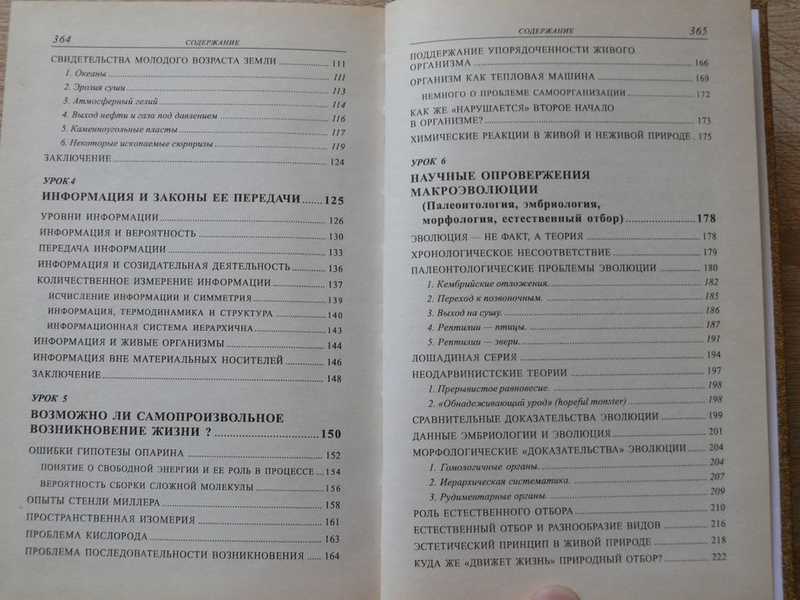 364
СОДЕРЖАНИЕ
СВИДЕТЕЛЬСТВА МОЛОДОГО ВОЗРАСТА ЗЕМЛИ ........ 111
1. Океаны ........ 111
2. Эрозия суши ........ 113
3. Атмосферный гелий ........ 114
4. Выход нефти и газа под давлением ........ 116
5. Каменноугольные пласты ........ 117
6. Некоторые ископаемые сюрпризы ........ 119
ЗАКЛЮЧЕНИЕ ........ 124
УРОК 4
ИНФОРМАЦИЯ И ЗАКОНЫ ЕЕ ПЕРЕДАЧИ ....... 125
УРОВНИ ИНФОРМАЦИИ ........ 126
ИНФОРМАЦИЯ И ВЕРОЯТНОСТЬ ........ 130
ПЕРЕДАЧА ИНФОРМАЦИИ ........ 133
ИНФОРМАЦИЯ И СОЗИДАТЕЛЬНАЯ ДЕЯТЕЛЬНОСТЬ ........ 136
КОЛИЧЕСТВЕННОЕ ИЗМЕРЕНИЕ ИНФОРМАЦИИ ........ 137
ИСЧИСЛЕНИЕ ИНФОРМАЦИИ И СИММЕТРИЯ ........ 139
ИНФОРМАЦИЯ, ТЕРМОДИНАМИКА И СТРУКТУРА ........ 140
ИНФОРМАЦИОННАЯ СИСТЕМА ИЕРАРХИЧНА ........ 143
ИНФОРМАЦИЯ И ЖИВЫЕ ОРГАНИЗМЫ ........ 144
ИНФОРМАЦИЯ ВНЕ МАТЕРИАЛЬНЫХ НОСИТЕЛЕЙ ........ 146
ЗАКЛЮЧЕНИЕ ........ 148
УРОК 5
ВОЗМОЖНО ЛИ САМОПРОИЗВОЛЬНОЕ
ВОЗНИКНОВЕНИЕ ЖИЗНИ ? ........ 150
ОШИБКИ ГИПОТЕЗЫ ОПАРИНА ........ 152
ПОНЯТИЕ О СВОБОДНОЙ ЭНЕРГИИ И ЕЕ РОЛЬ В ПРОЦЕССЕ ... 154
ВЕРОЯТНОСТЬ СБОРКИ СЛОЖНОЙ МОЛЕКУЛЫ ........ 156
ОПЫТЫ СТЕНЛИ МИЛЛЕРА ........ 158
ПРОСТРАНСТВЕННАЯ ИЗОМЕРИЯ ........ 161
ПРОБЛЕМА КИСЛОРОДА ........ 163
ПРОБЛЕМА ПОСЛЕДОВАТЕЛЬНОСТИ ВОЗНИКНОВЕНИЯ ...... 164
СОДЕРЖАНИЕ
365
ПОДДЕРЖАНИЕ УПОРЯДОЧЕННОСТИ ЖИВОГО
ОРГАНИЗМА ........ 166
ОРГАНИЗМ КАК ТЕПЛОВАЯ МАШИНА ........ 169
НЕМНОГО О ПРОБЛЕМЕ САМООРГАНИЗАЦИИ ........ 172
КАК ЖЕ «НАРУШАЕТСЯ» ВТОРОЕ НАЧАЛО
В ОРГАНИЗМЕ? ........ 173
ХИМИЧЕСКИЕ РЕАКЦИИ В ЖИВОЙ И НЕЖИВОЙ ПРИРОДЕ . 175
УРОК 6
НАУЧНЫЕ ОПРОВЕРЖЕНИЯ
МАКРОЭВОЛЮЦИИ
(Палеонтология, эмбриология,
морфология, естественный отбор) ........ 178
ЭВОЛЮЦИЯ — НЕ ФАКТ, А ТЕОРИЯ ........ 178
ХРОНОЛОГИЧЕСКОЕ НЕСООТВЕТСТВИЕ ........ 179
ПАЛЕОНТОЛОГИЧЕСКИЕ ПРОБЛЕМЫ ЭВОЛЮЦИИ ........ 180
1. Кембрийские отложения. ........ 182
2. Переход к позвоночным. ........ 185
3. Выход на сушу. ........ 186
4. Рептилии — птицы. ........ 187
5. Рептилии — звери. ........ 191
ЛОШАДИНАЯ СЕРИЯ ........ 194
НЕОДАРВИНИСТСКИЕ ТЕОРИИ ........ 197
1. Прерывистое равновесие. ........ 198
2. «Обнадеживающий урод» (hopeful monster) ........ 198
СРАВНИТЕЛЬНЫЕ ДОКАЗАТЕЛЬСТВА ЭВОЛЮЦИИ ........ 199
ДАННЫЕ ЭМБРИОЛОГИИ И ЭВОЛЮЦИЯ ........ 201
МОРФОЛОГИЧЕСКИЕ «ДОКАЗАТЕЛЬСТВА» ЭВОЛЮЦИИ ..... 204
1. Гомологичные органы. ........ 204
2. Иерархическая систематика. ........ 207
3. Рудиментарные органы. ........ 209
РОЛЬ ЕСТЕСТВЕННОГО ОТБОРА ........ 210
ЕСТЕСТВЕННЫЙ ОТБОР И РАЗНООБРАЗИЕ ВИДОВ ........ 216
ЭСТЕТИЧЕСКИЙ ПРИНЦИП В ЖИВОЙ ПРИРОДЕ ........ 218
КУДА ЖЕ «ДВИЖЕТ ЖИЗНЬ» ПРИРОДНЫЙ ОТБОР? ........ 222